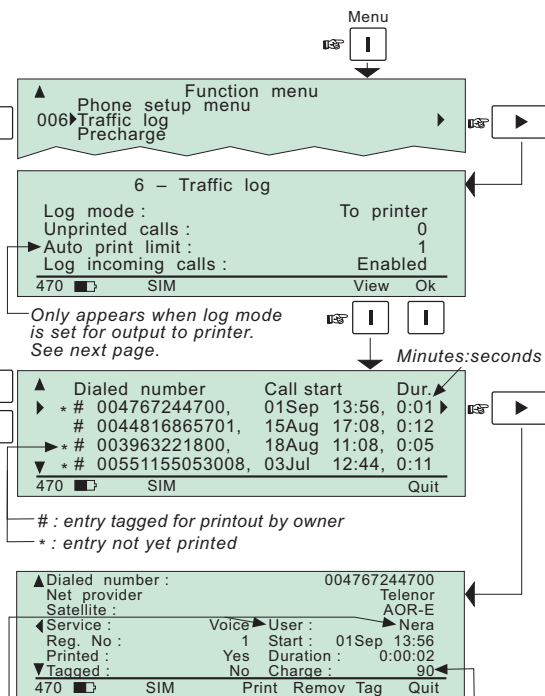 Menu
Function menu
Phone setup menu
006 Traffic log
Precharge
6 – Traffic log
Log mode : To printer
Unprinted calls : 0
Auto print limit : 1
Log incoming calls : Enabled
470 SIM View Ok
Only appears when log mode
is set for output to printer.
See next page.
Minutes:seconds
Dialed number Call start Dur.
* # 004767244700, 01Sep 13:56, 0:01
# 0044816865701, 15Aug 17:08, 0:12
* # 003963221800, 18Aug 11:08, 0:05
* # 00551155053008, 03Jul 12:44, 0:11
470 SIM Quit
# : entry tagged for printout by owner
* : entry not yet printed
Dialed number : 004767244700
Net provider Telenor
Satellite : AOR-E
Service : Voice User : Nera
Reg. No : 1 Start : 01Sep 13:56
Printed : Yes Duration : 0:00:02
Tagged : No Charge : 90
470 SIM Print Remov Tag Quit